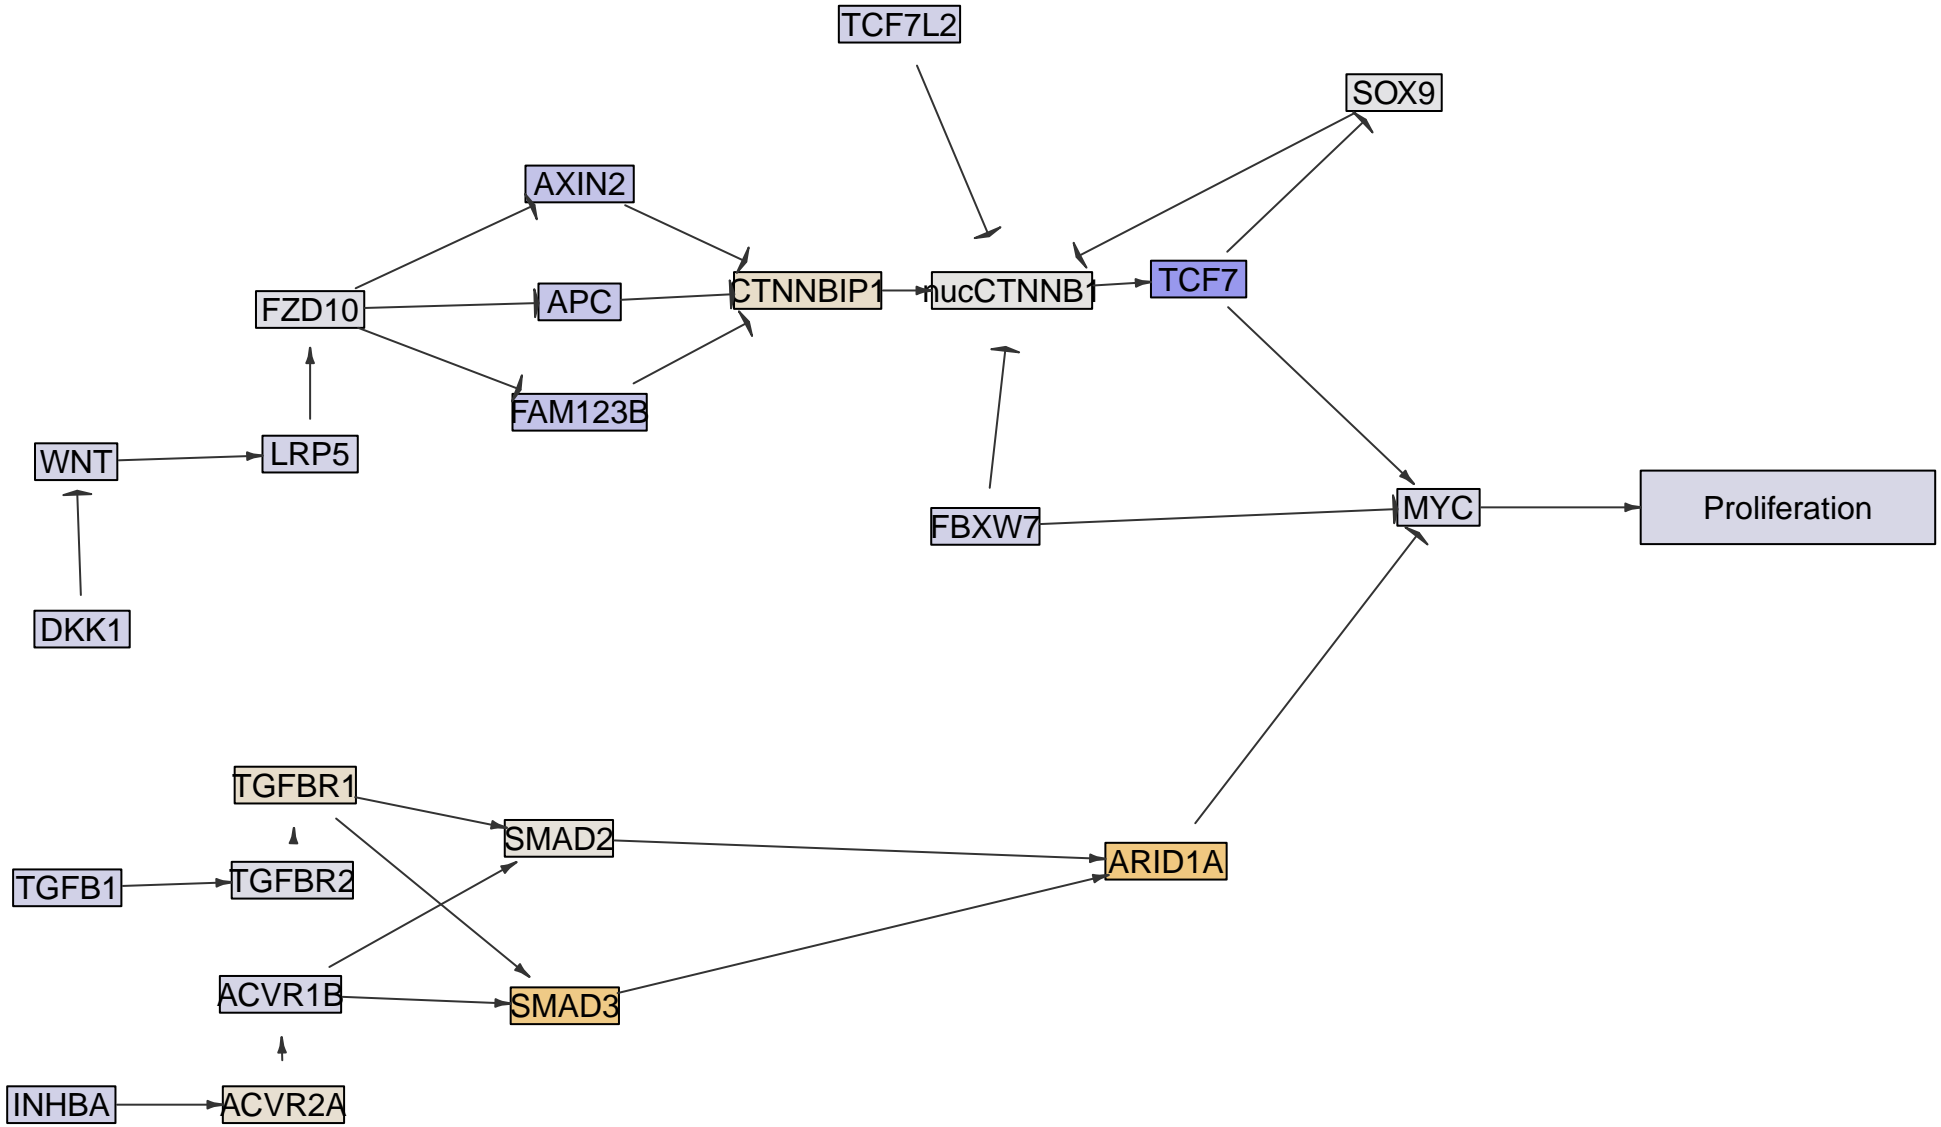 TCF7L2
SOX9
AXIN2
FZD10
APC
CTNNBIP1
nucCTNNB1
TCF7
FAM123B
WNT
LRP5
FBXW7
MYC
Proliferation
DKK1
TGFBR1
SMAD2
ARID1A
TGFB1
TGFBR2
ACVR1B
SMAD3
INHBA
ACVR2A